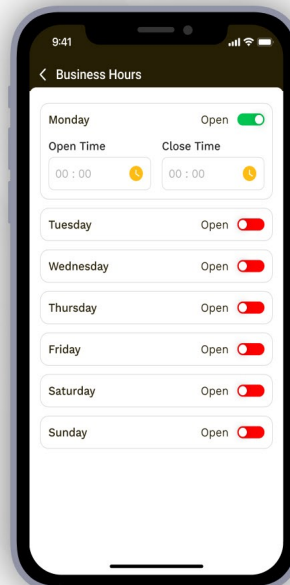 9:41
Business Hours
Monday Open
Open Time Close Time
00 : 00 00 : 00
Tuesday Open
Wednesday Open
Thursday Open
Friday Open
Saturday Open
Sunday Open